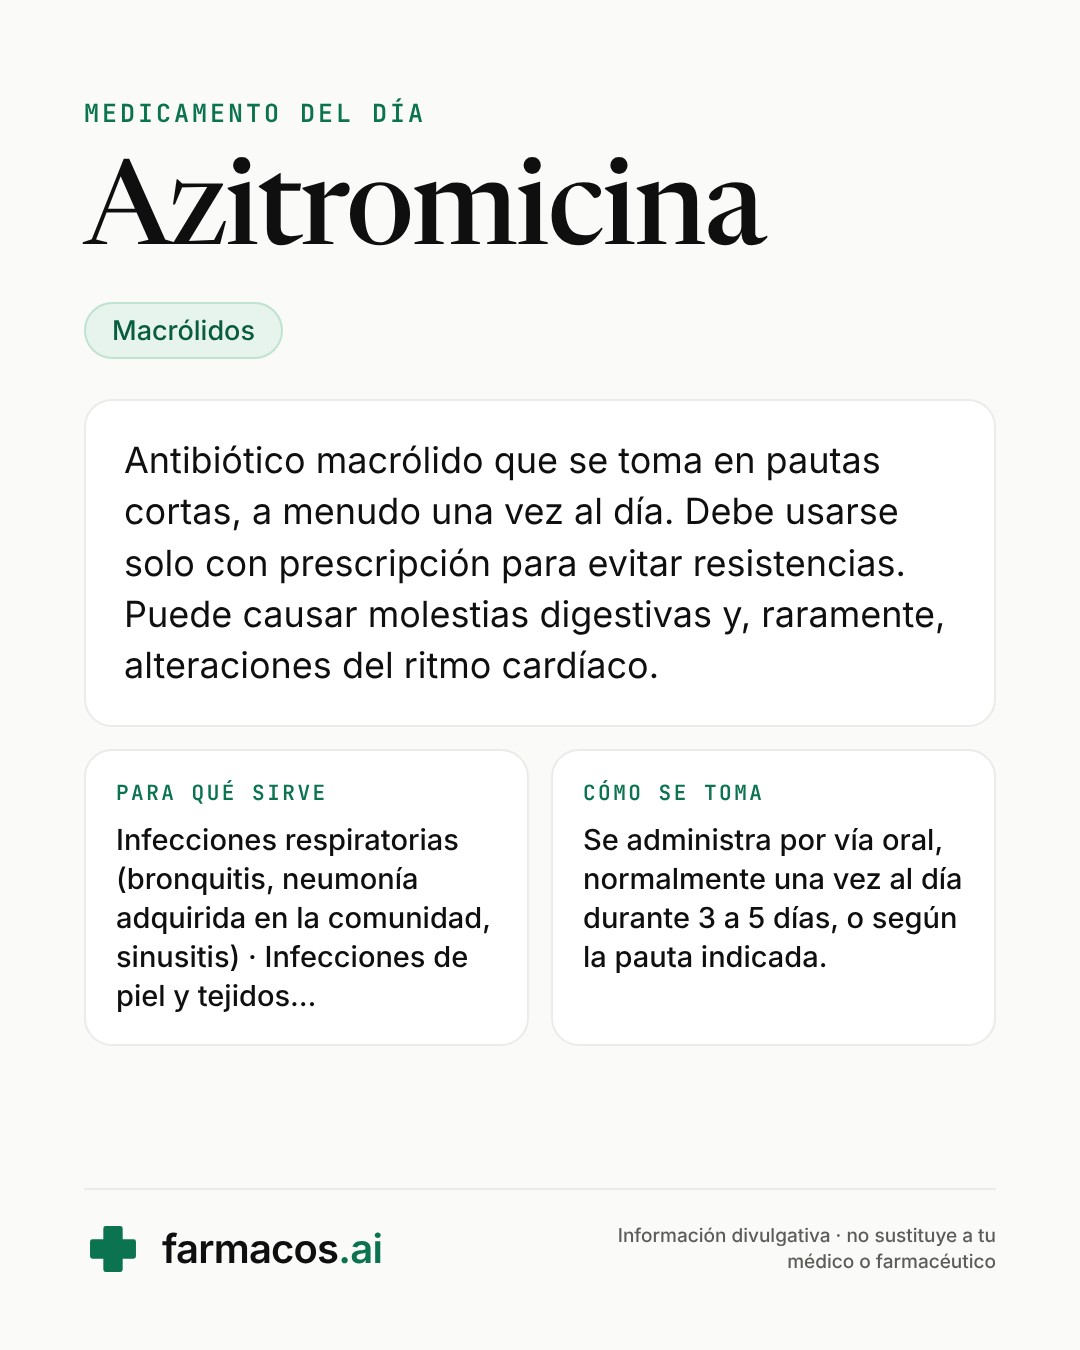 MEDICAMENTO DEL DÍA
Azitromicina
Macrólidos
Antibiótico macrólido que se toma en pautas
cortas, a menudo una vez al día. Debe usarse
solo con prescripción para evitar resistencias.
Puede causar molestias digestivas y, raramente,
alteraciones del ritmo cardíaco.
PARA QUÉ SIRVE
Infecciones respiratorias
(bronquitis, neumonía
adquirida en la comunidad,
sinusitis) · Infecciones de
piel y tejidos...
CÓMO SE TOMA
Se administra por vía oral,
normalmente una vez al día
durante 3 a 5 días, o según
la pauta indicada.
farmacos.ai
Información divulgativa · no sustituye a tu
médico o farmacéutico